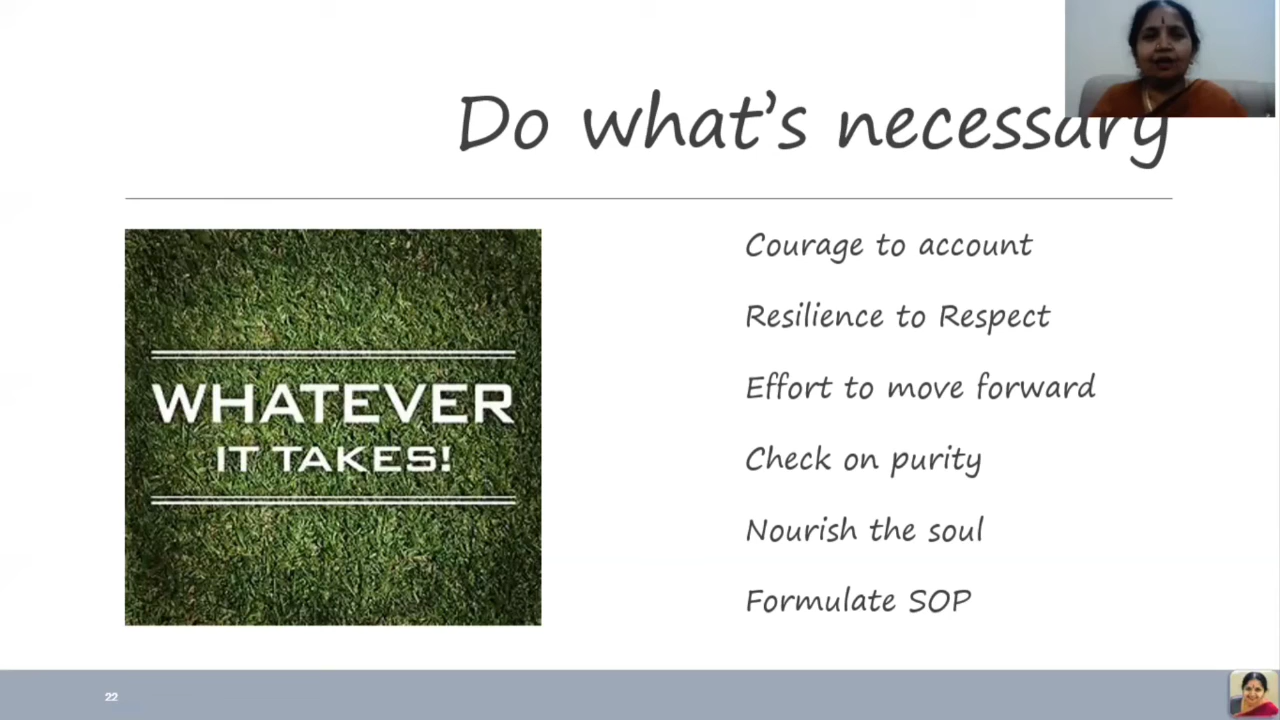 Do what's necessary
WHATEVER
IT TAKES!
Courage to account
Resilience to Respect
Effort to move forward
Check on purity
Nourish the soul
Formulate SOP
22